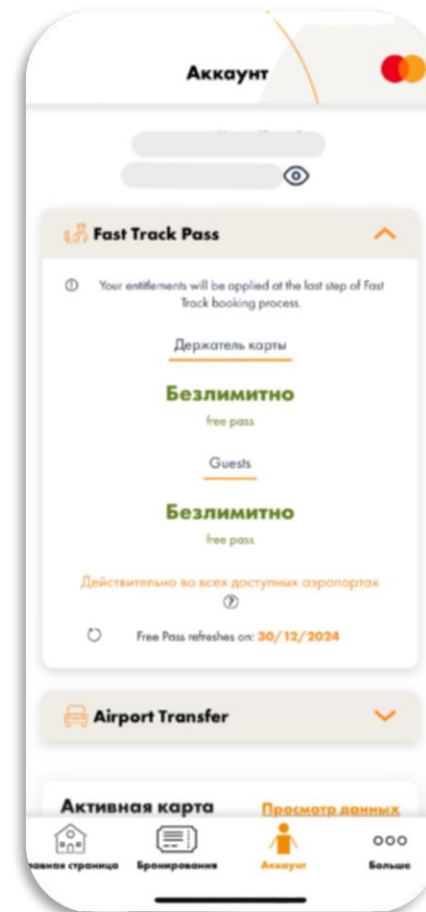 Аккаунт
Fast Track Pass
Your entitlements will be applied at the last step of Fast
Track booking process.
Держатель карты
Безлимитно
free pass
Guests
Безлимитно
free pass
Действительно во всех доступных аэропортах
Free Pass refreshes on: 30/12/2024
Airport Transfer
Активная карта Просмотр данных
лавная страница Бронирования Аккаунт Больше